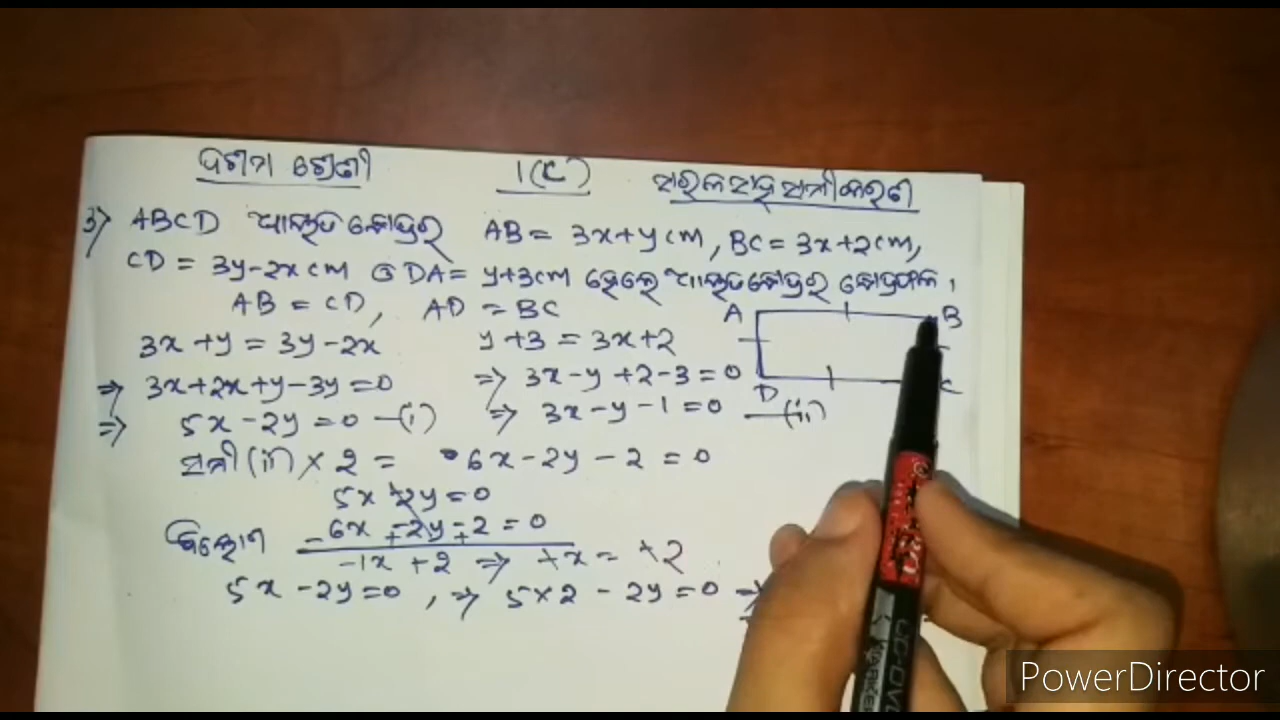 ଦଶମ ଶ୍ରେଣୀ 1(C) ସରଳସହସମୀକରଣ
3) ABCD ଆୟତକ୍ଷେତ୍ରର AB = 3x+y cm, BC = 3x+2cm,
CD = 3y-2x cm ଓ DA = y+3cm ହେଲେ ଆୟତକ୍ଷେତ୍ରର କ୍ଷେତ୍ରଫଳ ।
AB = CD, AD = BC
A B
3x+y = 3y-2x y+3 = 3x+2
⇒ 3x+2x+y-3y=0 ⇒ 3x-y+2-3=0
D C
⇒ 5x-2y=0 —(i) ⇒ 3x-y-1=0 —(ii)
ସମୀ(ii) × 2 = 6x-2y-2=0
5x-2y=0
ବିୟୋଗ 6x-2y-2=0
-1x+2 ⇒ +x = +2
5x-2y=0, ⇒ 5×2-2y=0 ⇒
PowerDirector